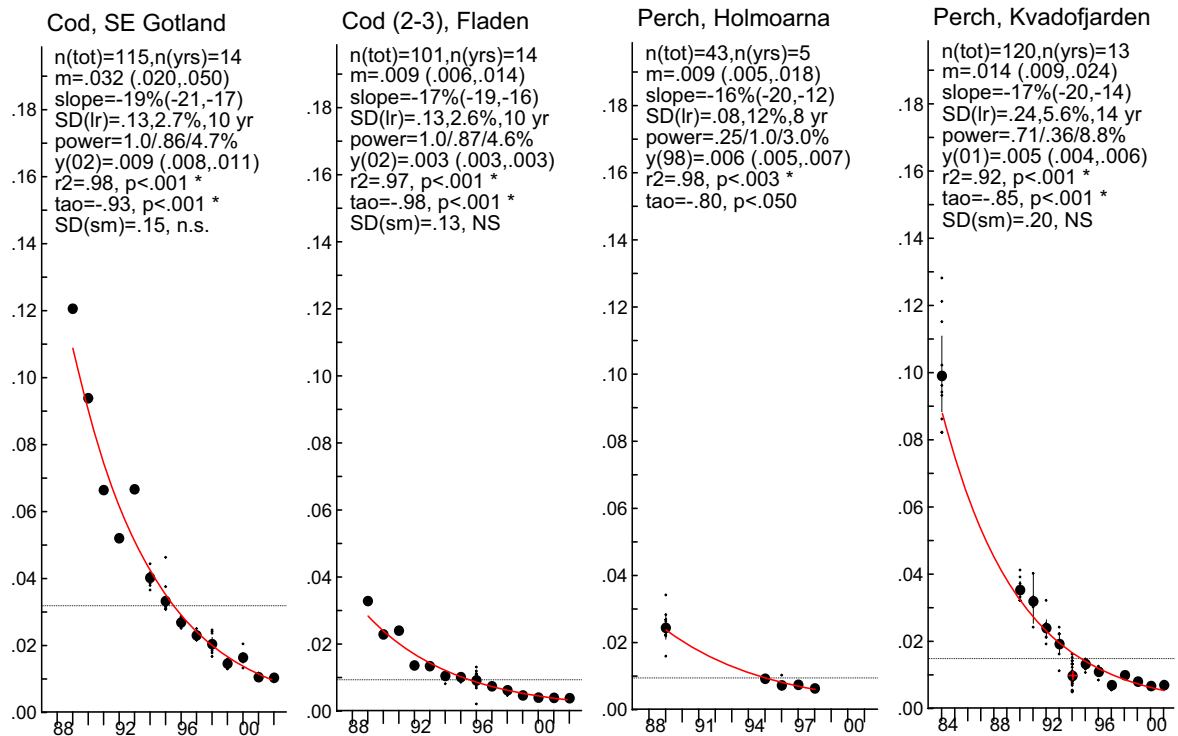 Cod, SE Gotland
n(tot)=115,n(yrs)=14
m=.032 (.020,.050)
slope=-19%(-21,-17)
SD(lr)=.13,2.7%,10 yr
power=1.0/.86/4.7%
y(02)=.009 (.008,.011)
r2=.98, p<.001 *
tao=-.93, p<.001 *
SD(sm)=.15, n.s.
.18
.16
.14
.12
.10
.08
.06
.04
.02
.00
88 92 96 00
Cod (2-3), Fladen
n(tot)=101,n(yrs)=14
m=.009 (.006,.014)
slope=-17%(-19,-16)
SD(lr)=.13,2.6%,10 yr
power=1.0/.87/4.6%
y(02)=.003 (.003,.003)
r2=.97, p<.001 *
tao=-.98, p<.001 *
SD(sm)=.13, NS
.18
.16
.14
.12
.10
.08
.06
.04
.02
.00
88 92 96 00
Perch, Holmoarna
n(tot)=43,n(yrs)=5
m=.009 (.005,.018)
slope=-16%(-20,-12)
SD(lr)=.08,12%,8 yr
power=.25/1.0/3.0%
y(98)=.006 (.005,.007)
r2=.98, p<.003 *
tao=-.80, p<.050
.18
.16
.14
.12
.10
.08
.06
.04
.02
.00
88 91 94 97 00
Perch, Kvadofjarden
n(tot)=120,n(yrs)=13
m=.014 (.009,.024)
slope=-17%(-20,-14)
SD(lr)=.24,5.6%,14 yr
power=.71/.36/8.8%
y(01)=.005 (.004,.006)
r2=.92, p<.001 *
tao=-.85, p<.001 *
SD(sm)=.20, NS
.18
.16
.14
.12
.10
.08
.06
.04
.02
.00
84 88 92 96 00